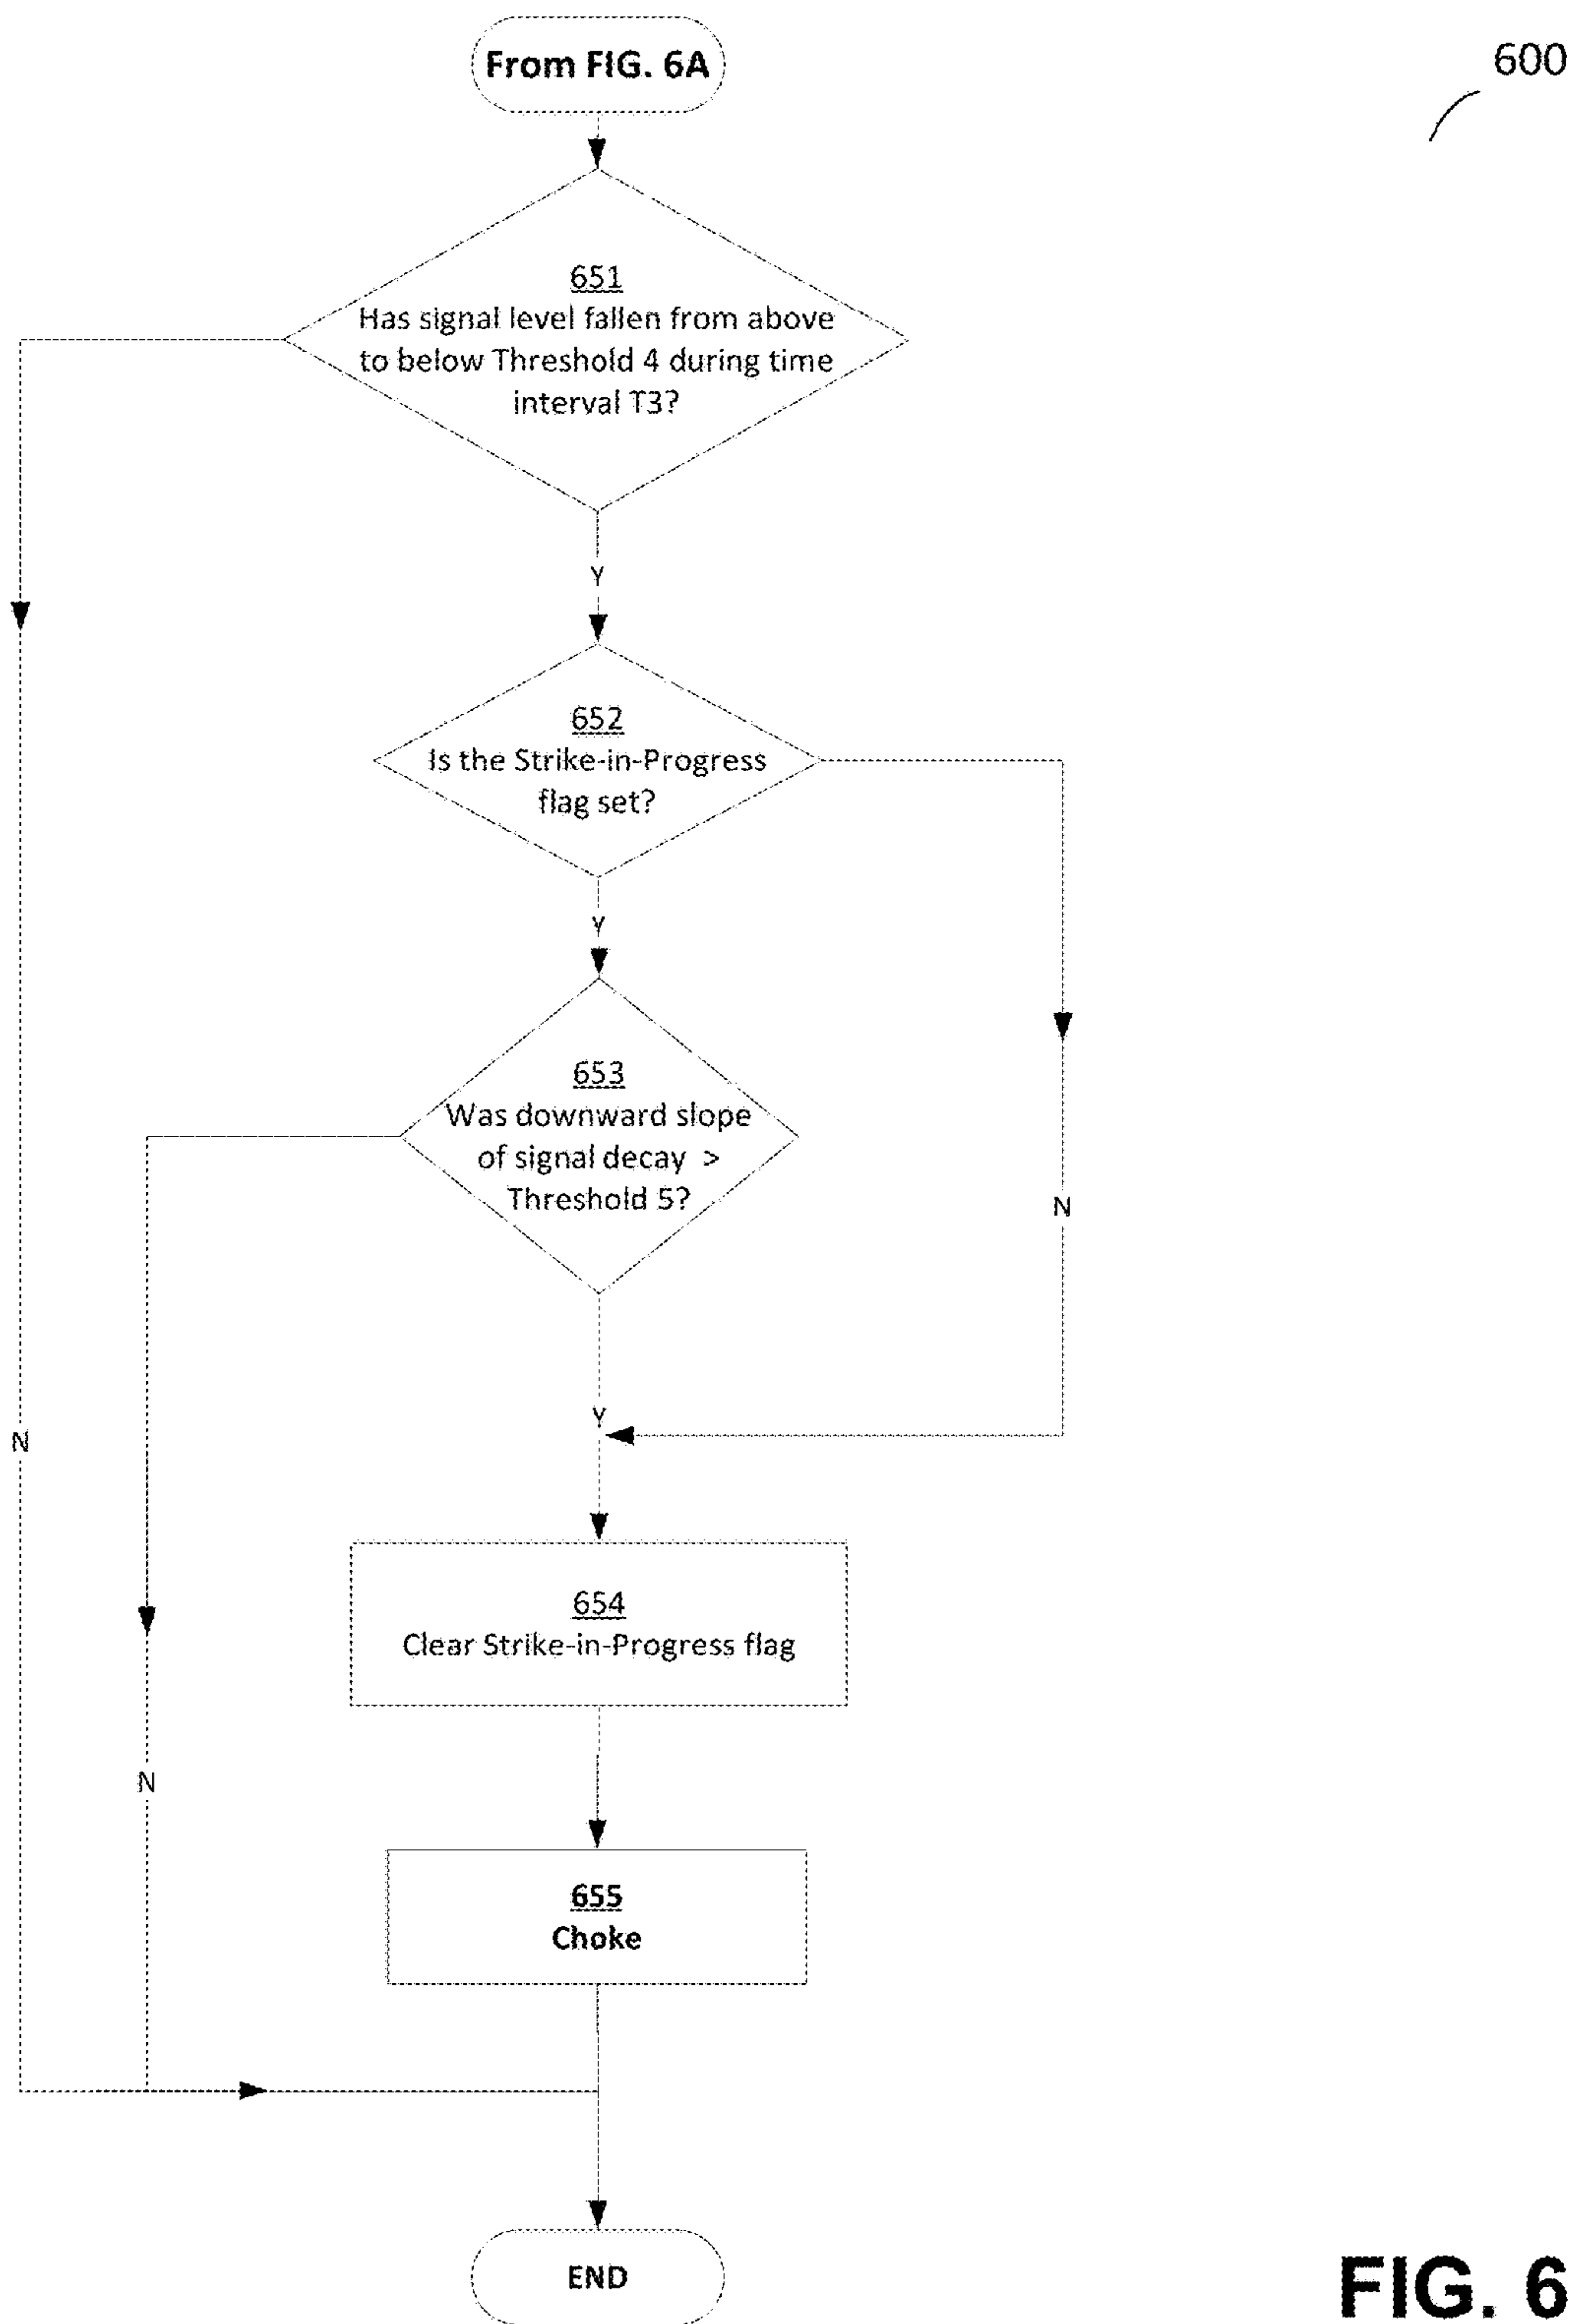 From FIG. 6A
600
651
Has signal level fallen from above
to below Threshold 4 during time
interval T3?
Y
652
Is the Strike-in-Progress
flag set?
Y
653
Was downward slope
of signal decay >
Threshold 5?
N
Y
N
654
Clear Strike-in-Progress flag
N
655
Choke
END
FIG. 6